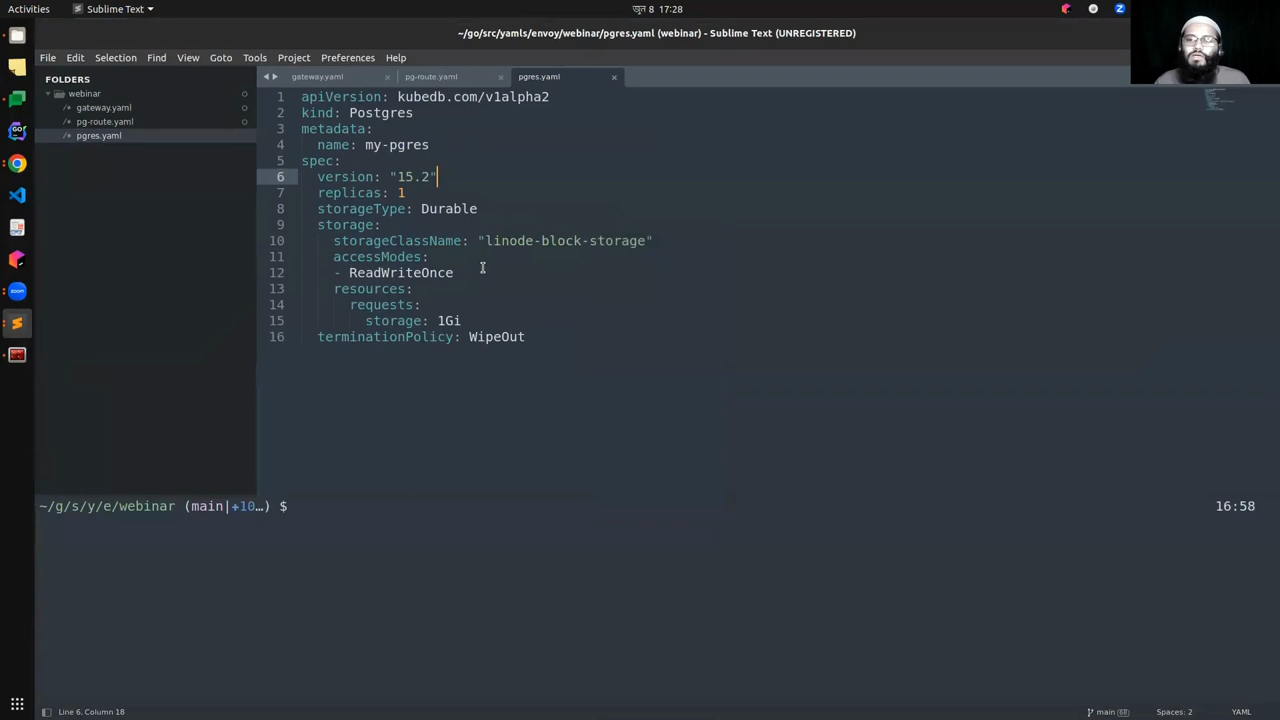 Activities
Sublime Text
জুন 8 17:28
~/go/src/yamls/envoy/webinar/pgres.yaml (webinar) - Sublime Text (UNREGISTERED)
File Edit Selection Find View Goto Tools Project Preferences Help
FOLDERS
webinar
gateway.yaml
pg-route.yaml
pgres.yaml
gateway.yaml
pg-route.yaml
pgres.yaml
1 apiVersion: kubedb.com/v1alpha2
2 kind: Postgres
3 metadata:
4 name: my-pgres
5 spec:
6 version: "15.2"
7 replicas: 1
8 storageType: Durable
9 storage:
10 storageClassName: "linode-block-storage"
11 accessModes:
12 - ReadWriteOnce
13 resources:
14 requests:
15 storage: 1Gi
16 terminationPolicy: WipeOut
~/g/s/y/e/webinar (main|+10…) $
16:58
Line 6, Column 18
main 68
Spaces: 2
YAML